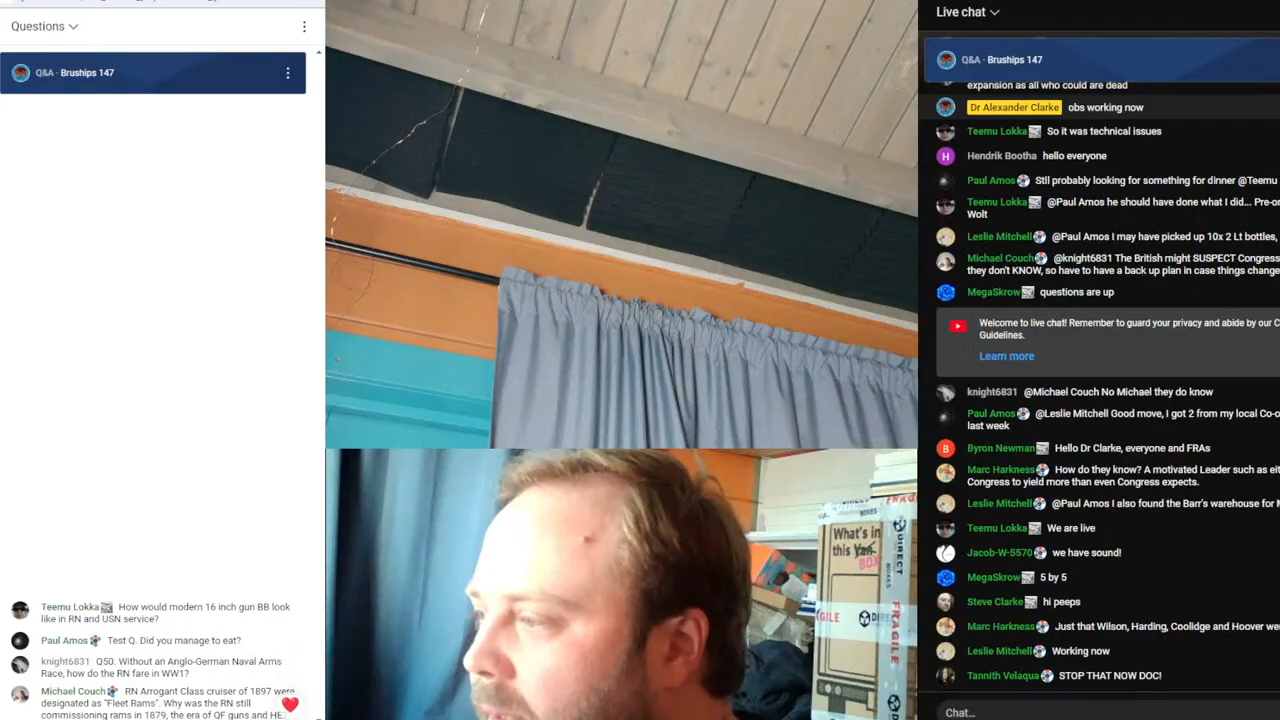 Questions
Q&A · Bruships 147
Teemu Lokka How would modern 16 inch gun BB look
like in RN and USN service?
Paul Amos Test Q. Did you manage to eat?
knight6831 Q50. Without an Anglo-German Naval Arms
Race, how do the RN fare in WW1?
Michael Couch RN Arrogant Class cruiser of 1897 were
designated as "Fleet Rams". Why was the RN still
commissioning rams in 1879, the era of QF guns and HE?
What's in
this Van
BOX
DIRECT
BOXES
FRAGILE
GILE
Live chat
Q&A · Bruships 147
expansion as all who could are dead
Dr Alexander Clarke obs working now
Teemu Lokka So it was technical issues
Hendrik Bootha hello everyone
Paul Amos Stll probably looking for something for dinner @Teemu
Teemu Lokka @Paul Amos he should have done what I did... Pre-or
Wolt
Leslie Mitchell @Paul Amos I may have picked up 10x 2 Lt bottles,
Michael Couch @knight6831 The British might SUSPECT Congress
they don't KNOW, so have to have a back up plan in case things change
MegaSkrow questions are up
Welcome to live chat! Remember to guard your privacy and abide by our C
Guidelines.
Learn more
knight6831 @Michael Couch No Michael they do know
Paul Amos @Leslie Mitchell Good move, I got 2 from my local Co-o
last week
Byron Newman Hello Dr Clarke, everyone and FRAs
Marc Harkness How do they know? A motivated Leader such as eit
Congress to yield more than even Congress expects.
Leslie Mitchell @Paul Amos I also found the Barr's warehouse for
Teemu Lokka We are live
Jacob-W-5570 we have sound!
MegaSkrow 5 by 5
Steve Clarke hi peeps
Marc Harkness Just that Wilson, Harding, Coolidge and Hoover we
Leslie Mitchell Working now
Tannith Velaqua STOP THAT NOW DOC!
Chat...